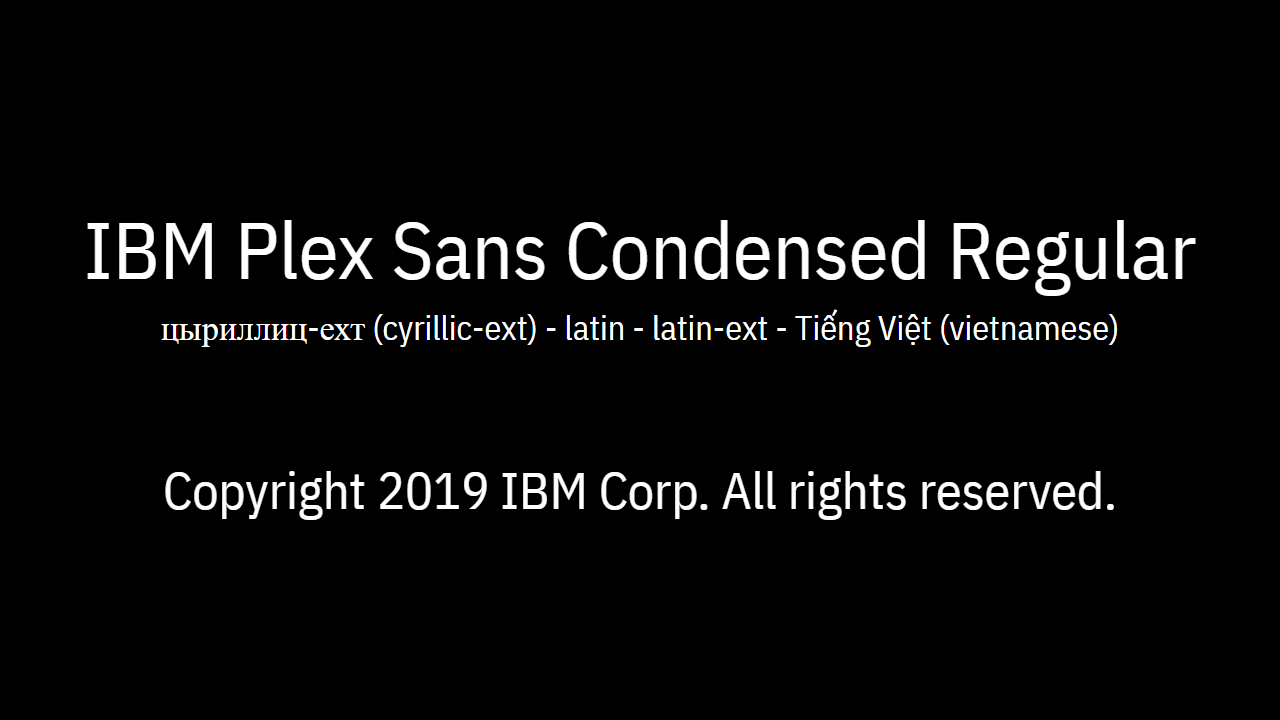 IBM Plex Sans Condensed Regular
цыриллиц-ехт (cyrillic-ext) - latin - latin-ext - Tiếng Việt (vietnamese)
Copyright 2019 IBM Corp. All rights reserved.